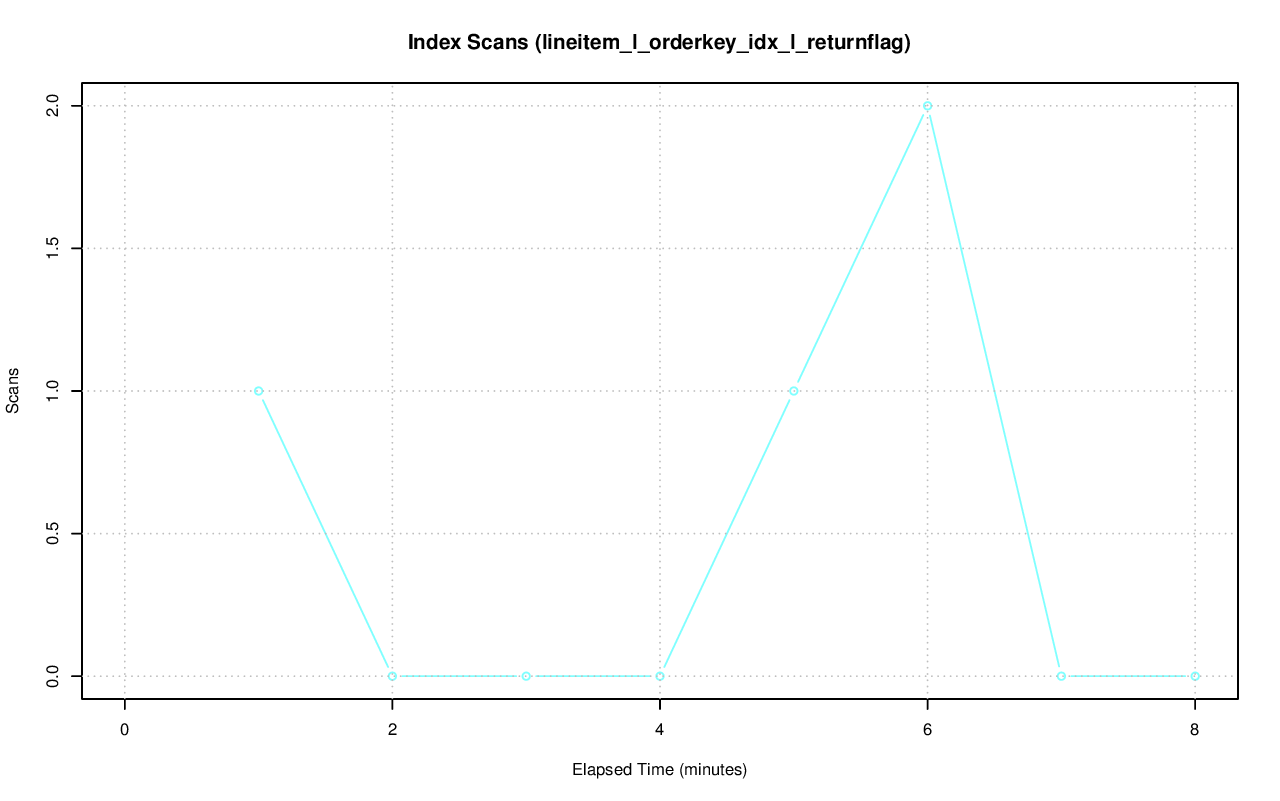 Index Scans (lineitem_l_orderkey_idx_l_returnflag)
2.0
1.5
1.0
0.5
0.0
Scans
0 2 4 6 8
Elapsed Time (minutes)